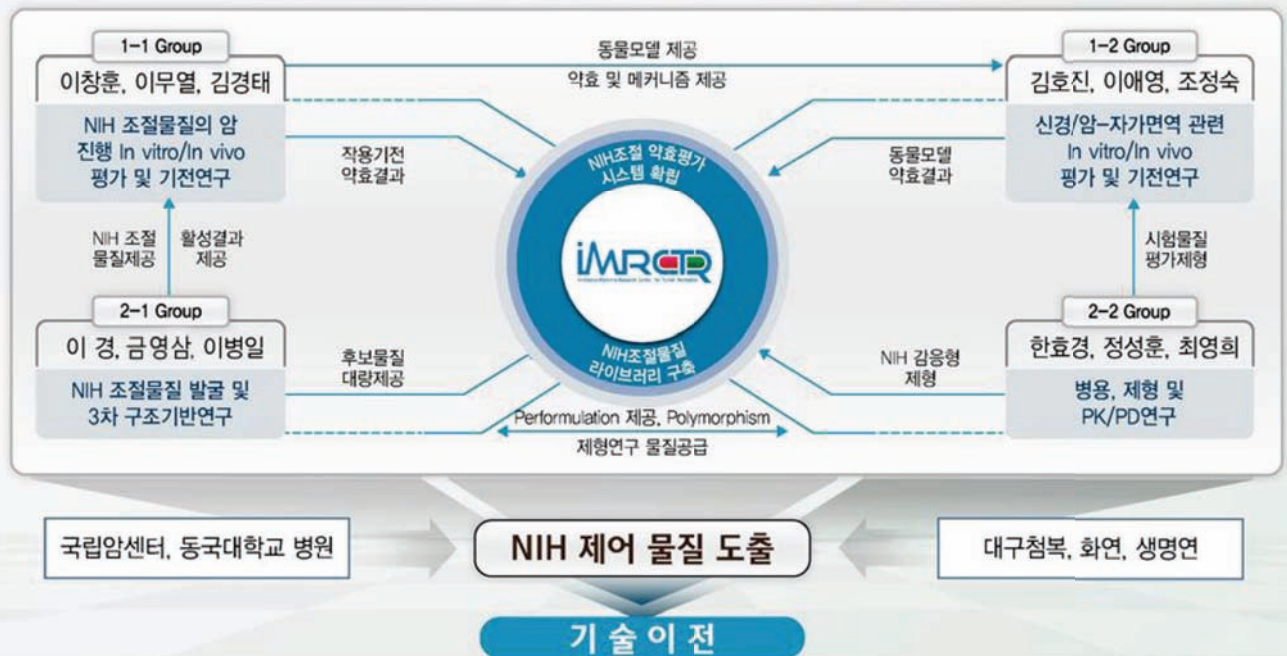 1-1 Group
이창훈, 이무열, 김경태
NIH 조절물질의 암
진행 In vitro/In vivo
평가 및 기전연구
동물모델 제공
약효 및 메커니즘 제공
1-2 Group
김호진, 이애영, 조정숙
신경/암-자가면역 관련
In vitro/In vivo
평가 및 기전연구
작용기전
약효결과
NIH조절 약효평가
시스템 확립
iMRCTR
NIH조절물질
라이브러리 구축
동물모델
약효결과
NIH 조절
물질제공
활성결과
제공
시험물질
평가제형
2-1 Group
이 경, 금영삼, 이병일
NIH 조절물질 발굴 및
3차 구조기반연구
후보물질
대량제공
NIH 감응형
제형
2-2 Group
한효경, 정성훈, 최영희
병용, 제형 및
PK/PD연구
Performulation 제공, Polymorphism
제형연구 물질공급
국립암센터, 동국대학교 병원
NIH 제어 물질 도출
대구첨복, 화연, 생명연
기술이전